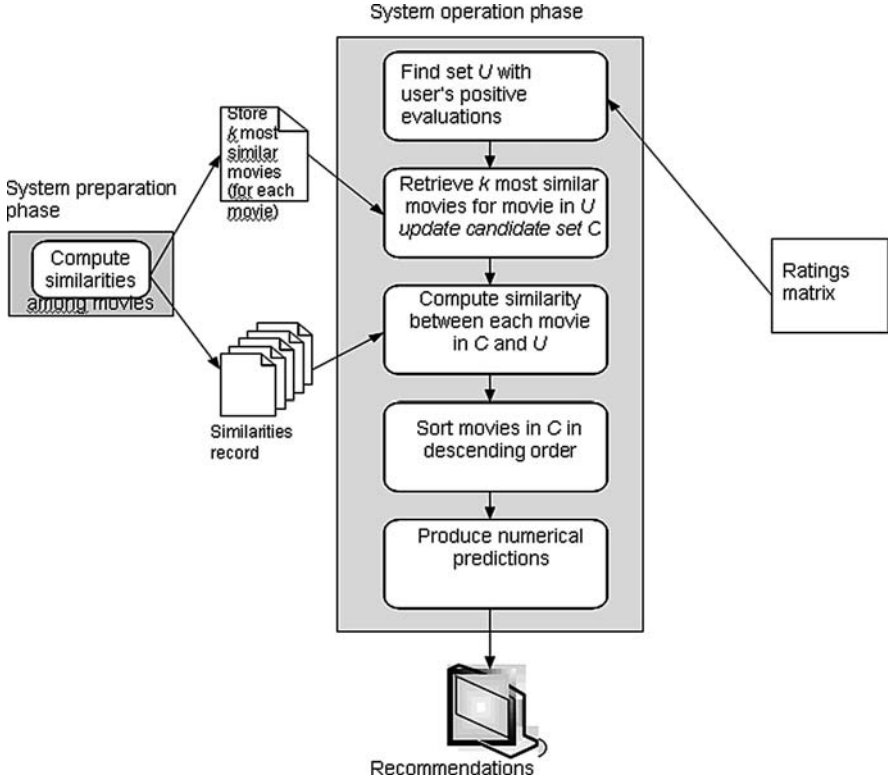 System operation phase
Find set U with
user's positive
evaluations
Store
k most
similar
movies
(for each
movie)
System preparation
phase
Retrieve k most similar
movies for movie in U
update candidate set C
Compute
similarities
among movies
Ratings
matrix
Compute similarity
between each movie
in C and U
Similarities
record
Sort movies in C in
descending order
Produce numerical
predictions
Recommendations